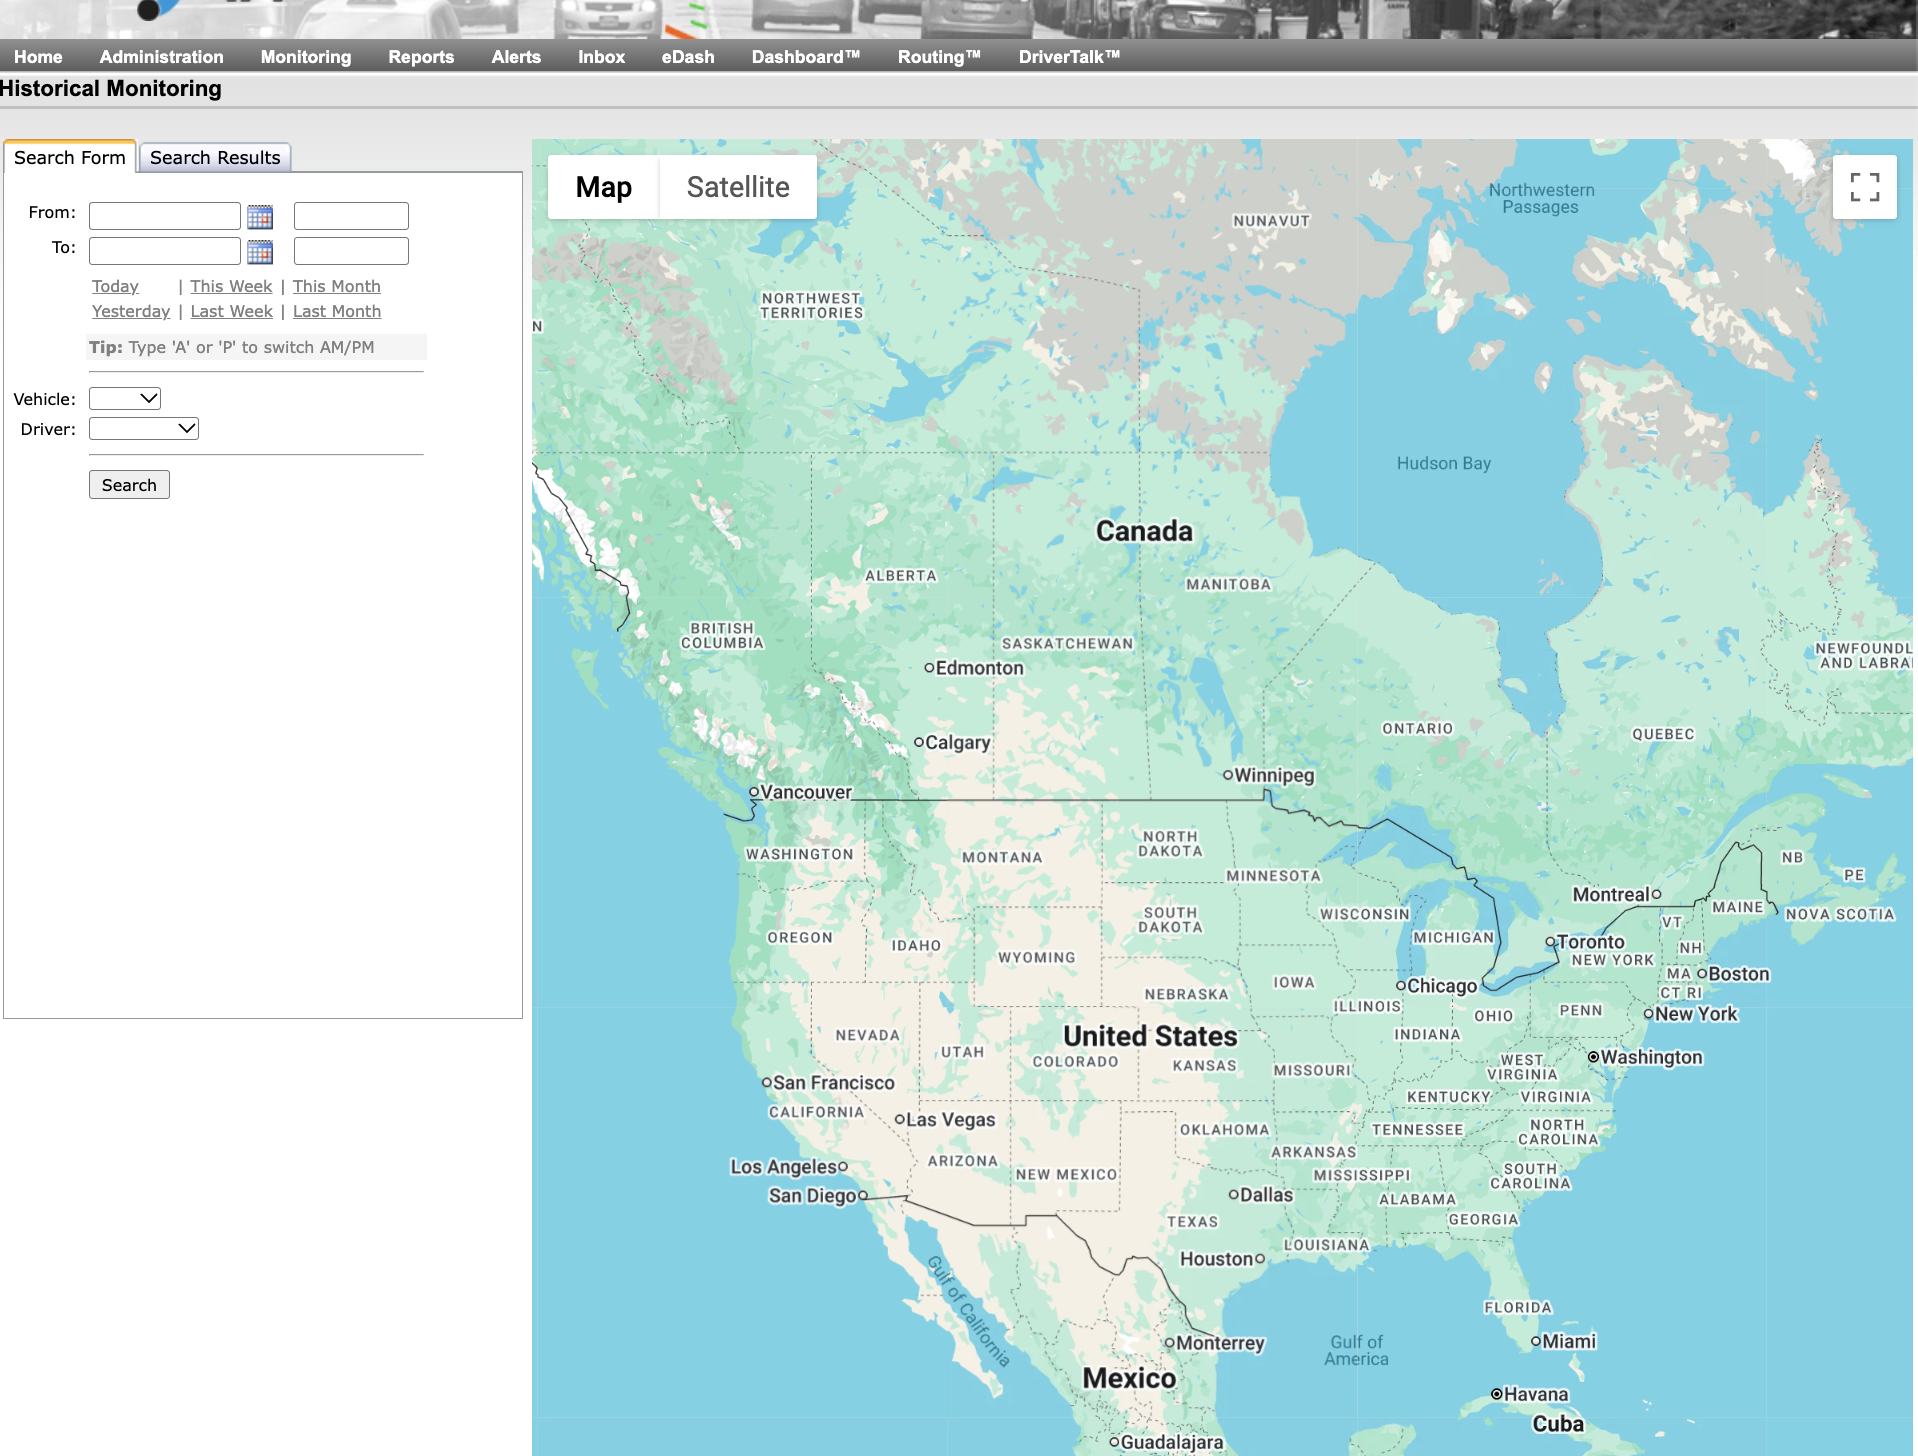 Home Administration Monitoring Reports Alerts Inbox eDash Dashboard™ Routing™ DriverTalk™
Historical Monitoring
Search Form Search Results
From:
To:
Today | This Week | This Month
Yesterday | Last Week | Last Month
Tip: Type 'A' or 'P' to switch AM/PM
Vehicle:
Driver:
Search
Map Satellite
Northwestern
Passages
NUNAVUT
NORTHWEST
TERRITORIES
N
Hudson Bay
Canada
ALBERTA
MANITOBA
BRITISH
COLUMBIA
SASKATCHEWAN
NEWFOUNDL
AND LABRA
Edmonton
ONTARIO
QUEBEC
Calgary
Winnipeg
Vancouver
WASHINGTON
MONTANA
NORTH
DAKOTA
NB
MINNESOTA
PE
Montreal
MAINE
NOVA SCOTIA
SOUTH
DAKOTA
WISCONSIN
VT
OREGON
IDAHO
MICHIGAN
Toronto
NH
WYOMING
NEW YORK
MA
Boston
IOWA
Chicago
CT RI
NEBRASKA
ILLINOIS
OHIO
PENN
New York
NEVADA
United States
INDIANA
UTAH
COLORADO
KANSAS
MISSOURI
WEST
VIRGINIA
Washington
San Francisco
KENTUCKY
VIRGINIA
CALIFORNIA
Las Vegas
OKLAHOMA
TENNESSEE
NORTH
CAROLINA
ARKANSAS
Los Angeles
ARIZONA
NEW MEXICO
MISSISSIPPI
SOUTH
CAROLINA
San Diego
Dallas
ALABAMA
TEXAS
GEORGIA
Houston
LOUISIANA
Gulf of California
FLORIDA
Monterrey
Gulf of
America
Miami
Mexico
Havana
Cuba
Guadalajara